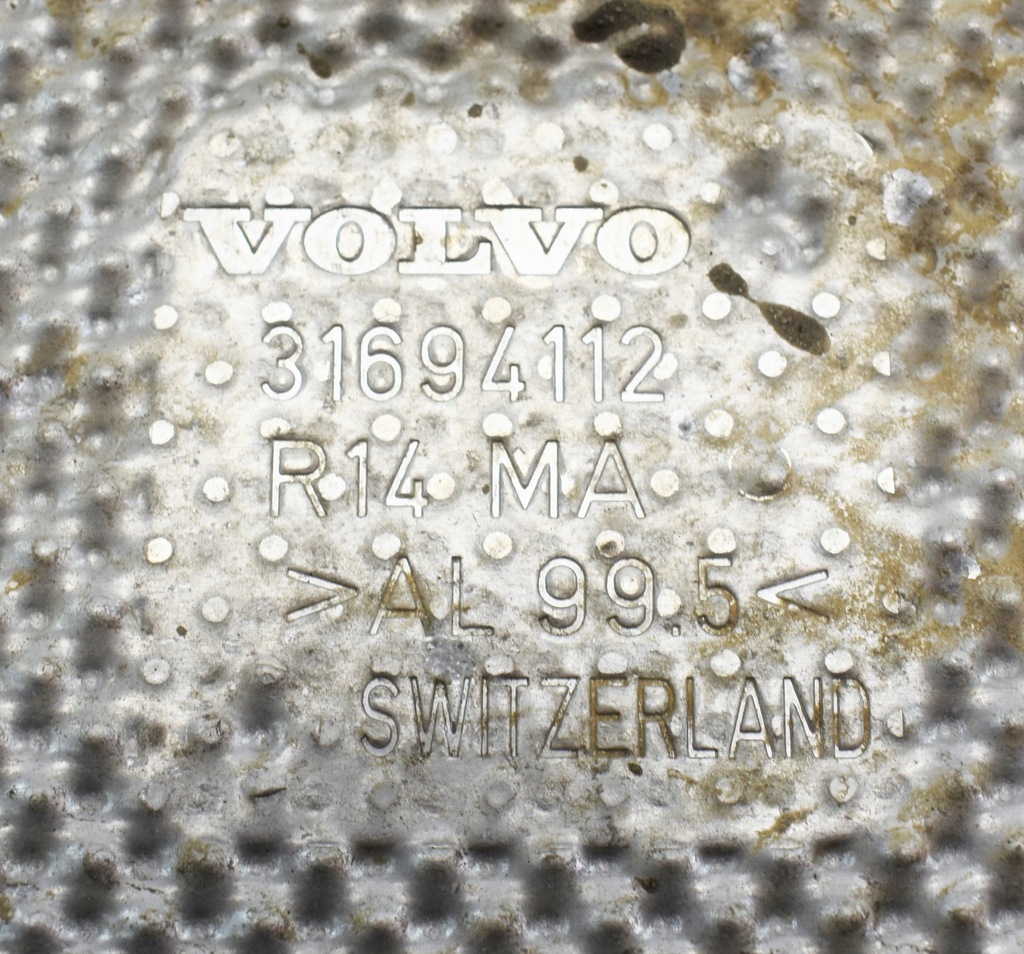 VOLVO
31694112
R14 MA
>AL 99.5<
SWITZERLAND